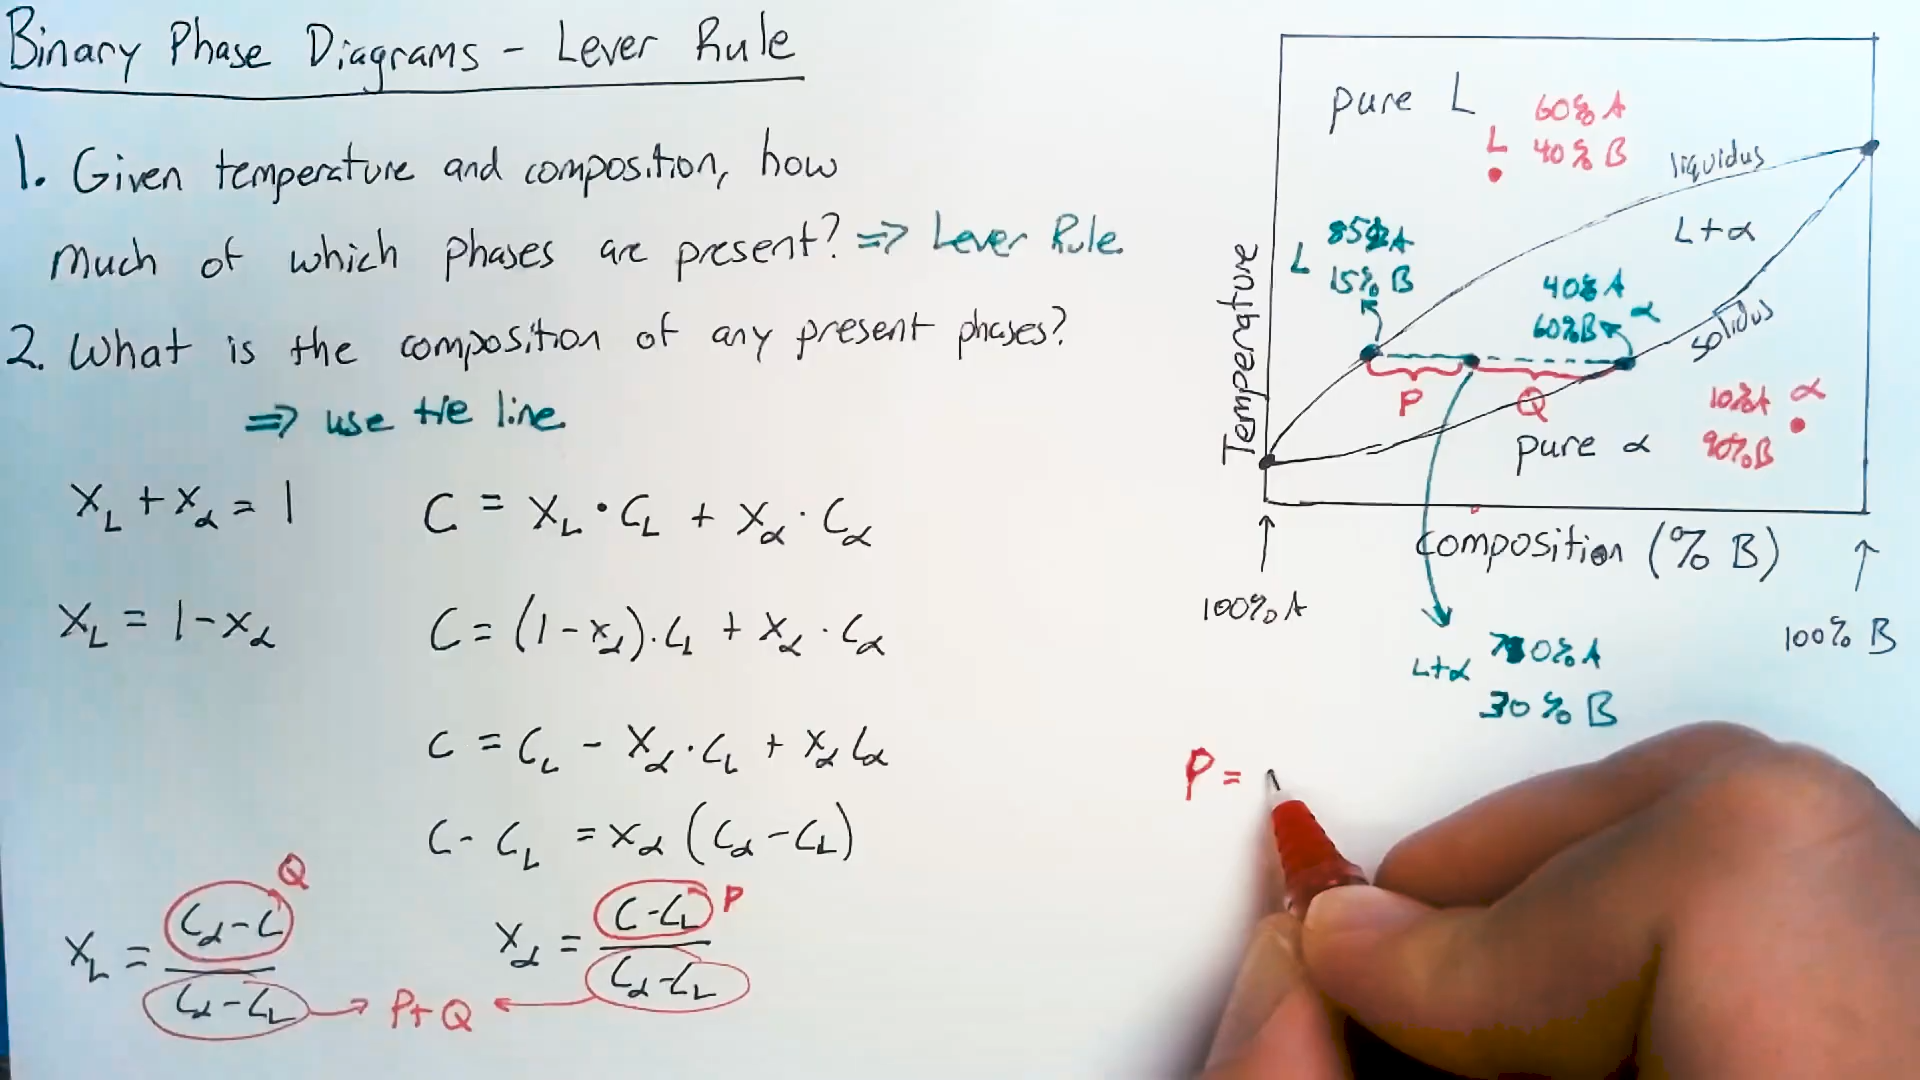 Binary Phase Diagrams - Lever Rule
1. Given temperature and composition, how
much of which phases are present? => Lever Rule
2. What is the composition of any present phases?
=> use tie line
X_L + X_α = 1
C = X_L · C_L + X_α · C_α
X_L = 1 - X_α
C = (1 - X_α) · C_L + X_α · C_α
C = C_L - X_α · C_L + X_α C_α
C - C_L = X_α (C_α - C_L)
X_L = (C_α - C) / (C_α - C_L)
Q
X_α = (C - C_L) / (C_α - C_L)
P
→ P+Q ←
pure L
L
60% A
40% B
liquidus
L+α
L
85% A
15% B
40% A
60% B
α
solidus
P
Q
pure α
10% A
90% B
α
Temperature
composition (% B)
100% A
100% B
L+α
70% A
30% B
P =